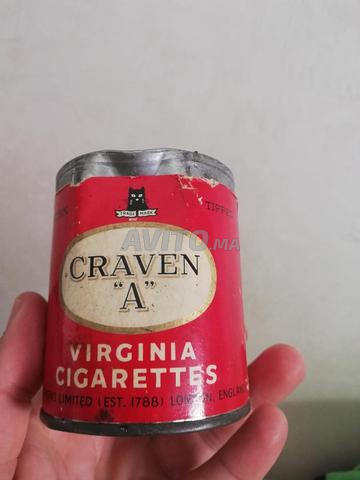 TRADE MARK
TIPPED
AVITO.MA
CRAVEN
"A"
VIRGINIA
CIGARETTES
LIMITED (EST. 1788) LONDON, ENGLAND